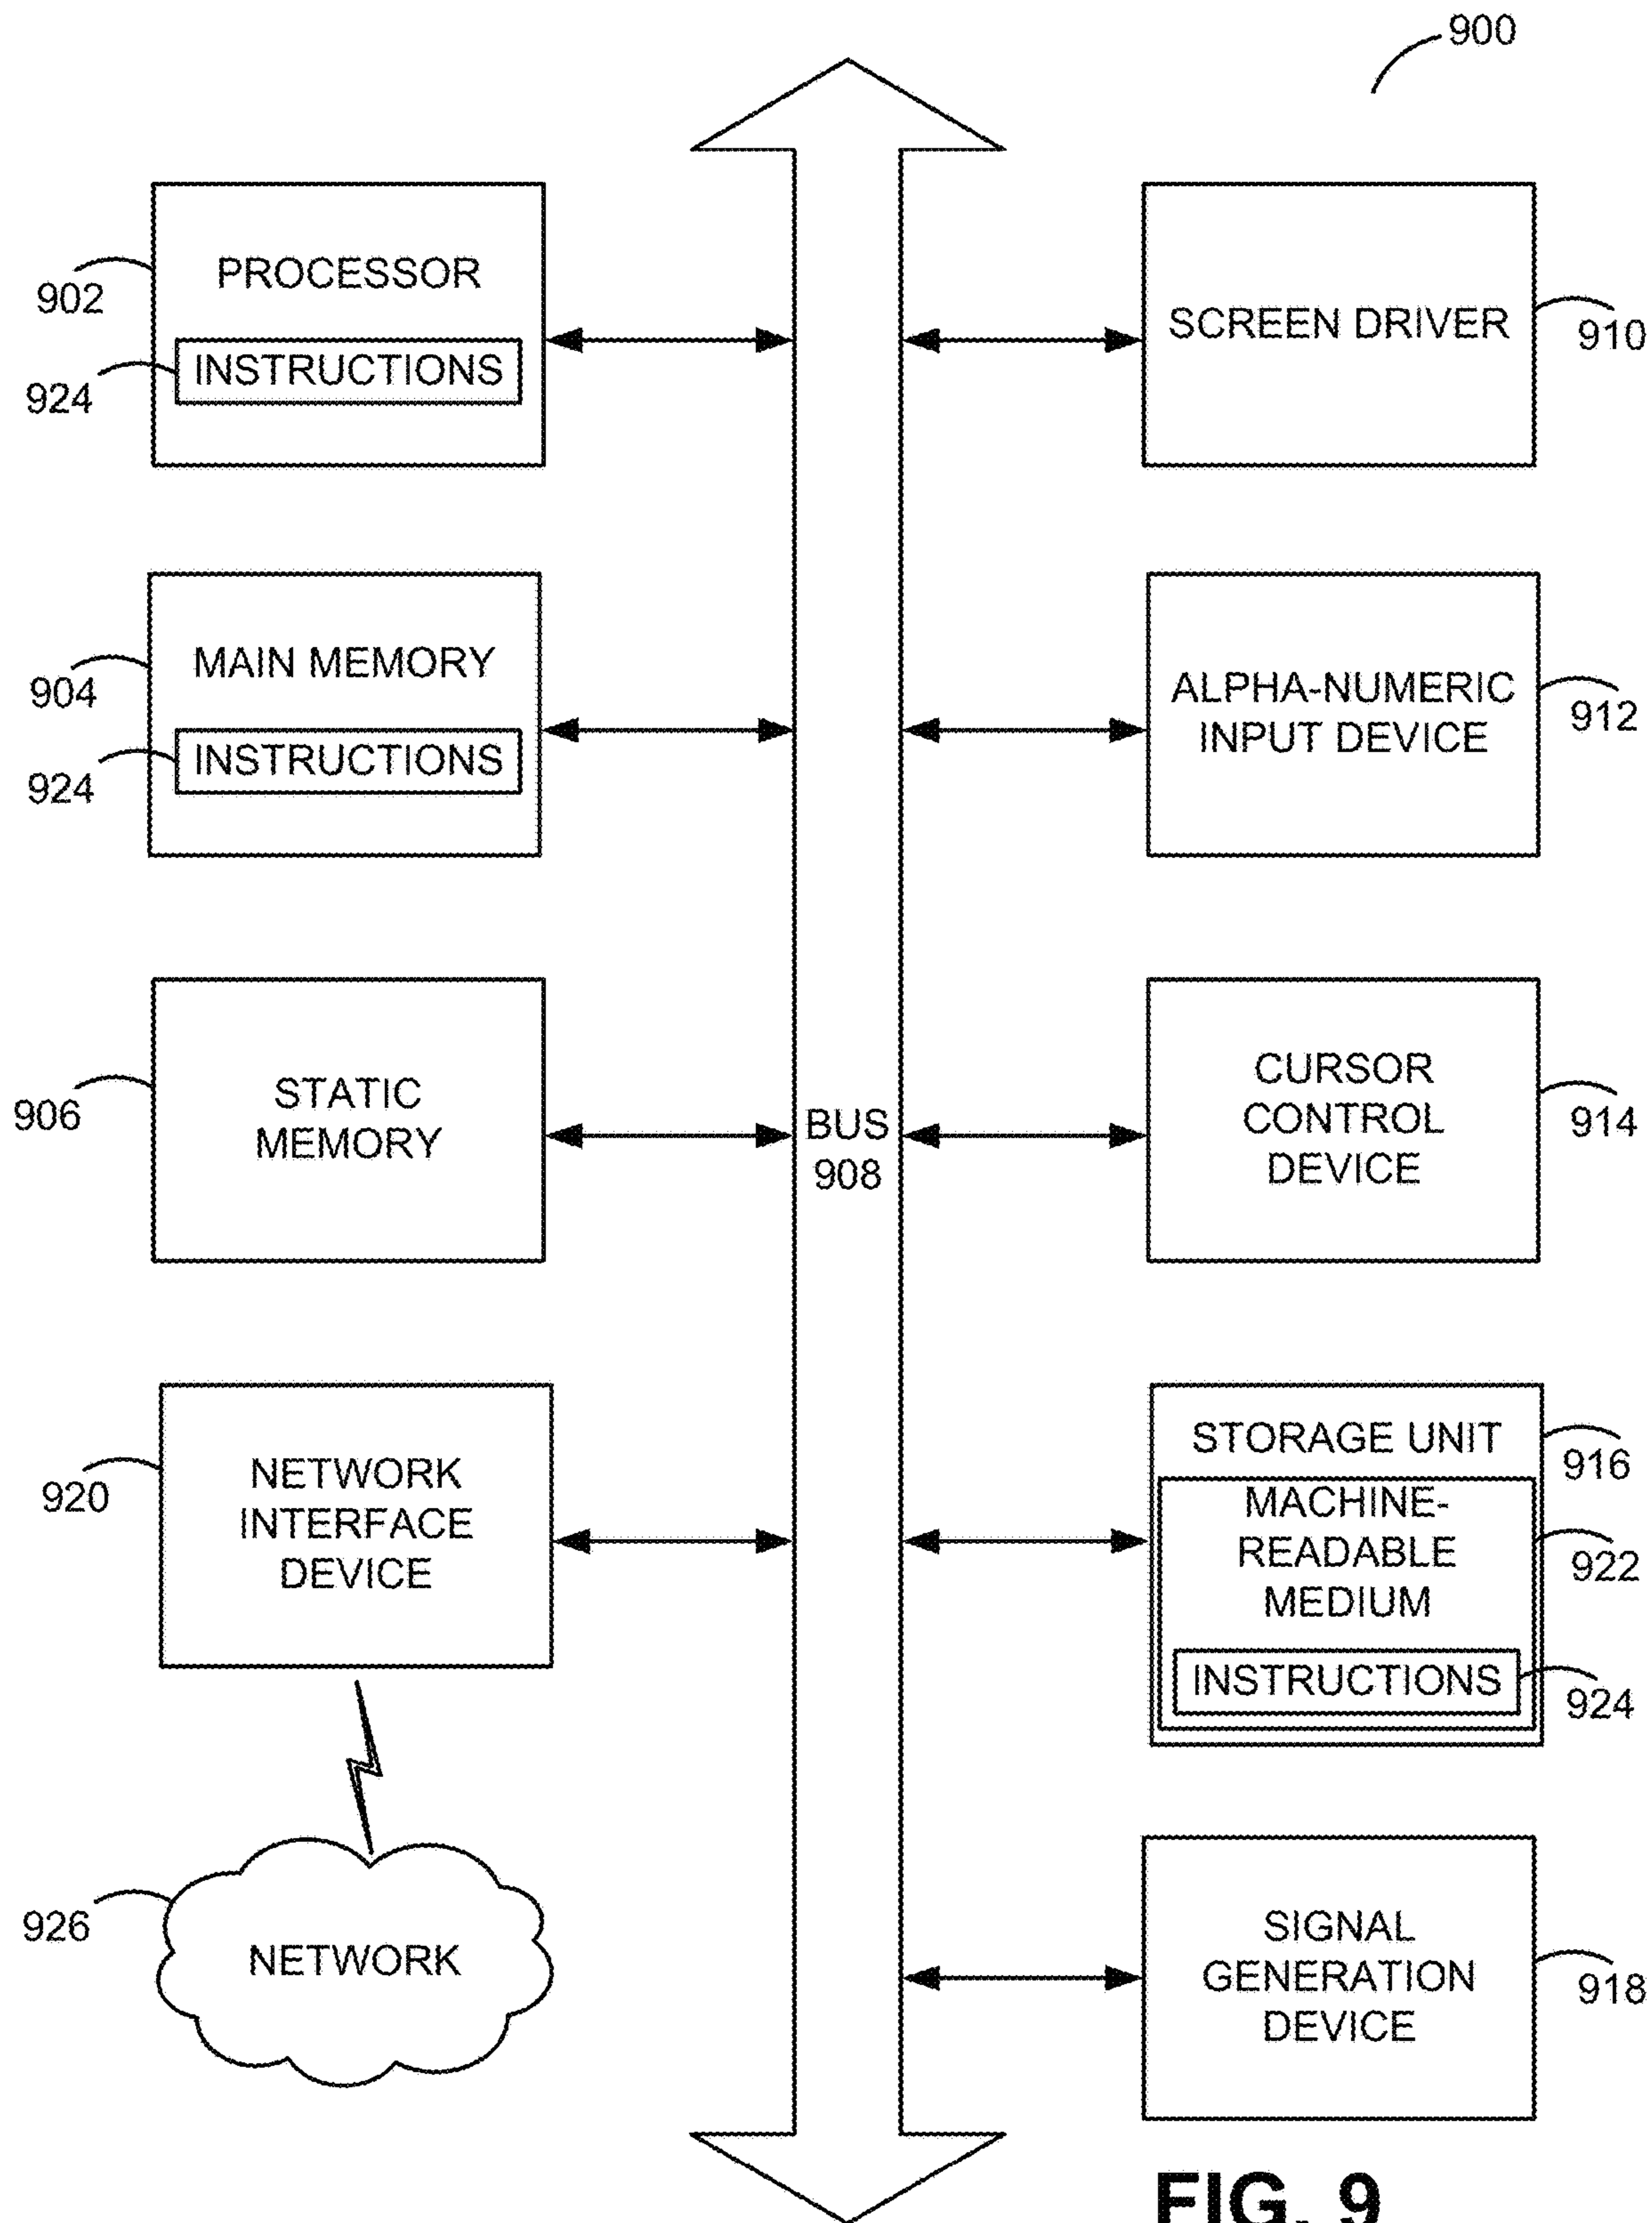 900
PROCESSOR
902
INSTRUCTIONS
924
SCREEN DRIVER
910
MAIN MEMORY
904
INSTRUCTIONS
924
ALPHA-NUMERIC
INPUT DEVICE
912
STATIC
MEMORY
906
BUS
908
CURSOR
CONTROL
DEVICE
914
NETWORK
INTERFACE
DEVICE
920
STORAGE UNIT
916
MACHINE-
READABLE
MEDIUM
922
INSTRUCTIONS
924
NETWORK
926
SIGNAL
GENERATION
DEVICE
918
FIG. 9